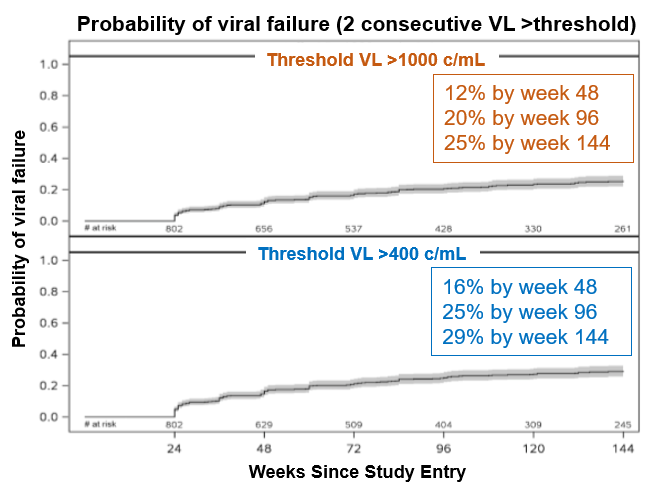 Probability of viral failure (2 consecutive VL >threshold)
Threshold VL >1000 c/mL
1.0
0.8
0.6
0.4
0.2
0.0
12% by week 48
20% by week 96
25% by week 144
# at risk 802 656 537 428 330 261
Probability of viral failure
Threshold VL >400 c/mL
1.0
0.8
0.6
0.4
0.2
0.0
16% by week 48
25% by week 96
29% by week 144
# at risk 802 629 509 404 309 245
24 48 72 96 120 144
Weeks Since Study Entry